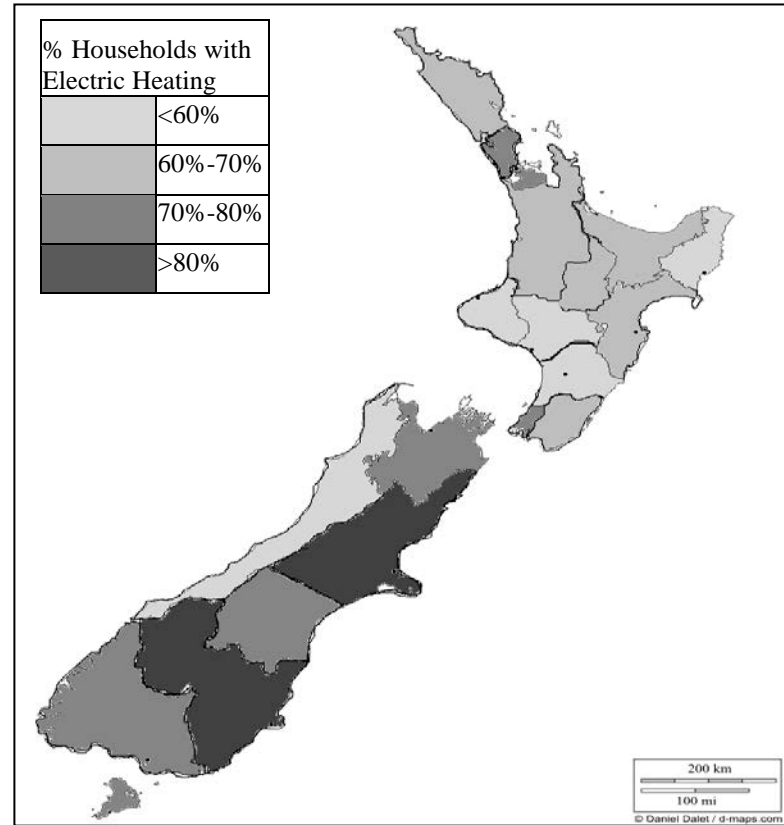 % Households with
Electric Heating
<60%
60%-70%
70%-80%
>80%
200 km
100 mi
© Daniel Dalet / d-maps.com